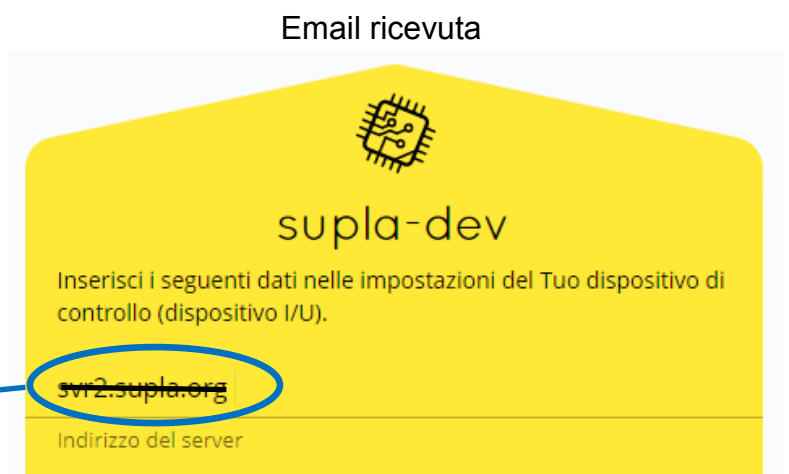 Email ricevuta
supla-dev
Inserisci i seguenti dati nelle impostazioni del Tuo dispositivo di
controllo (dispositivo I/U).
svr2.supla.org
Indirizzo del server